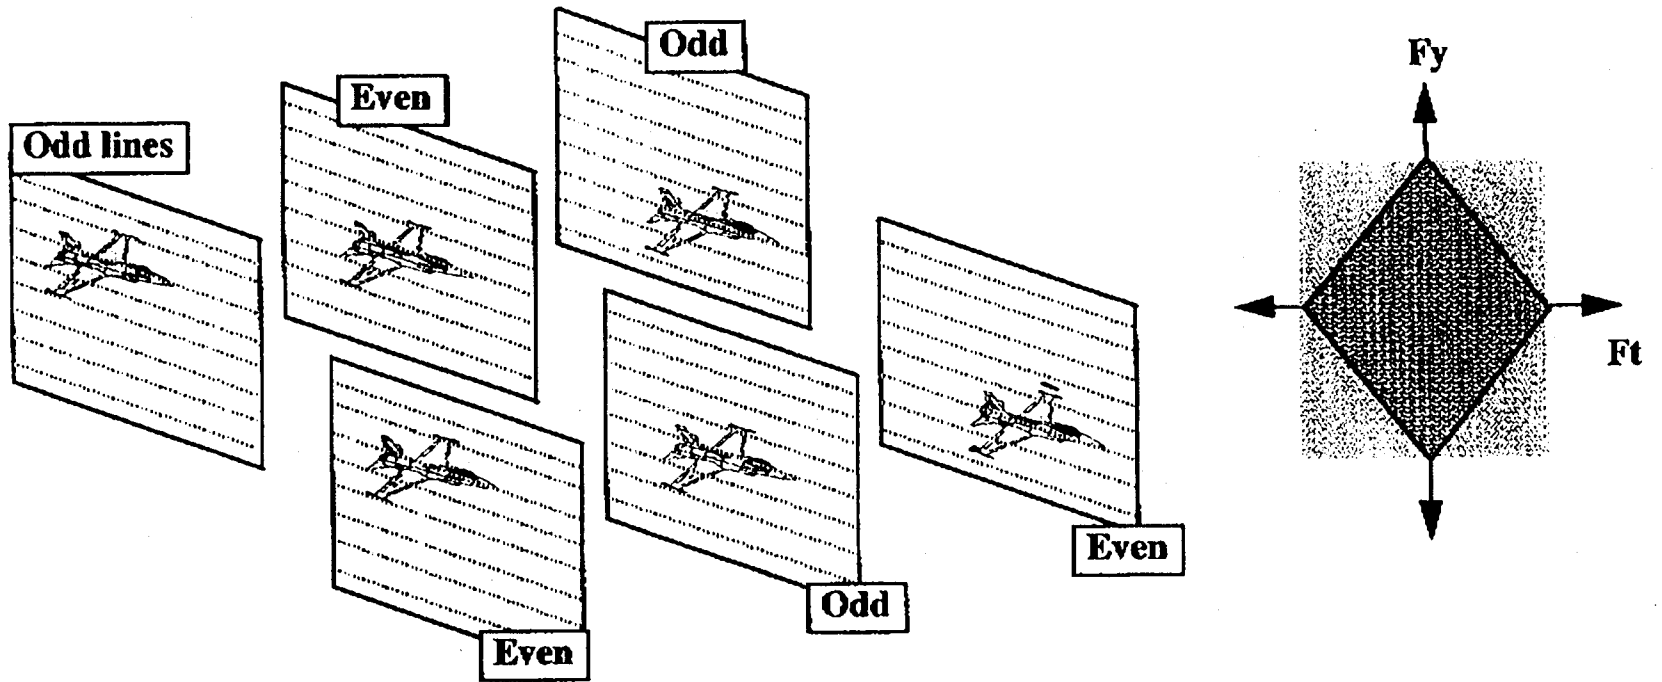 Odd lines
Even
Odd
Even
Odd
Even
Fy
Ft